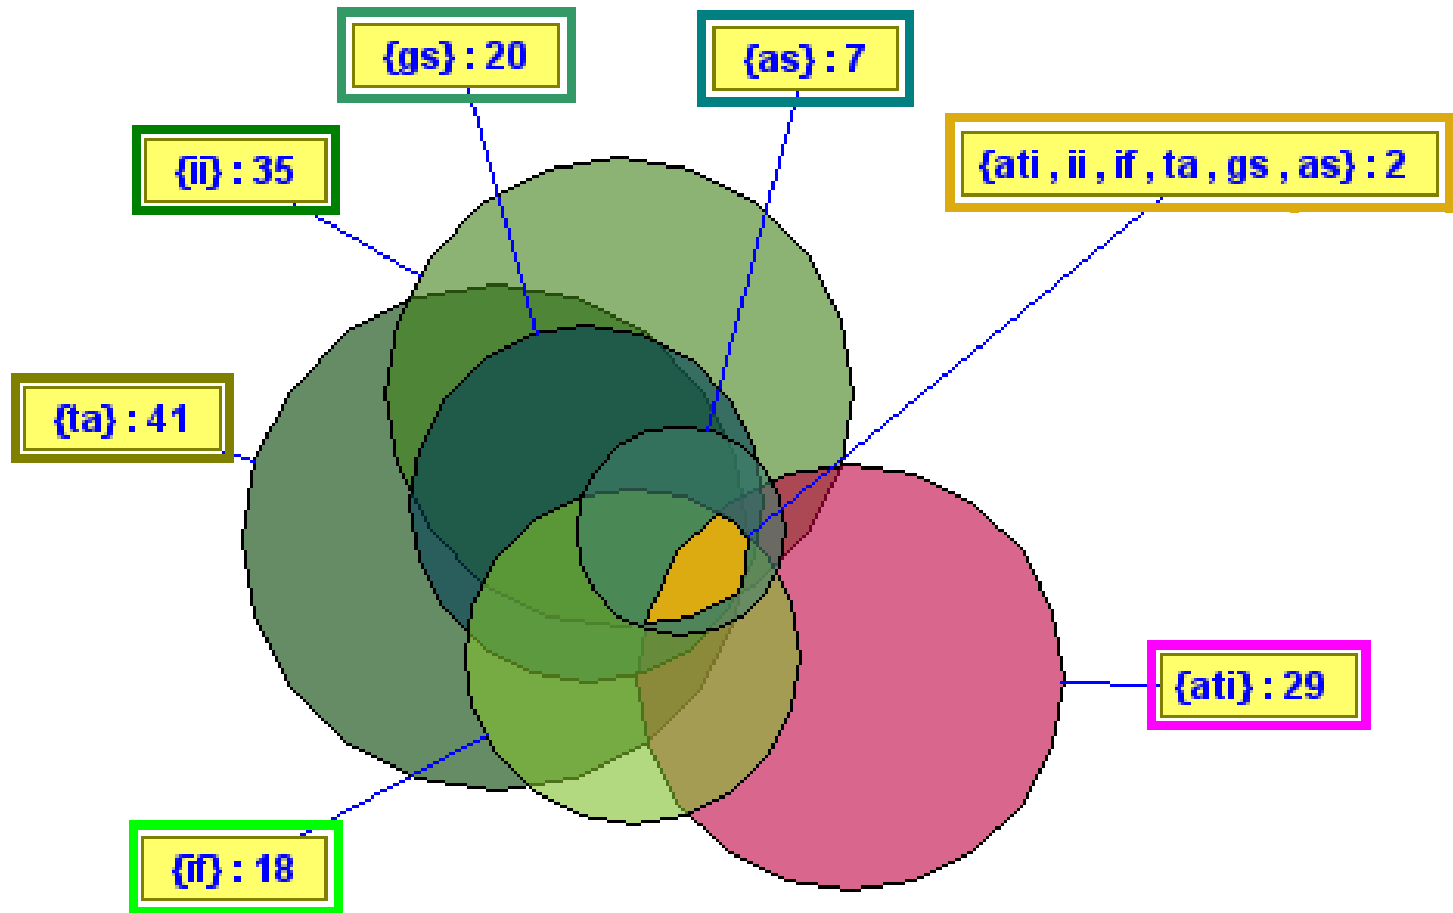 {gs} : 20
{as} : 7
{ii} : 35
{ati , ii , if , ta , gs , as} : 2
{ta} : 41
{ati} : 29
{if} : 18